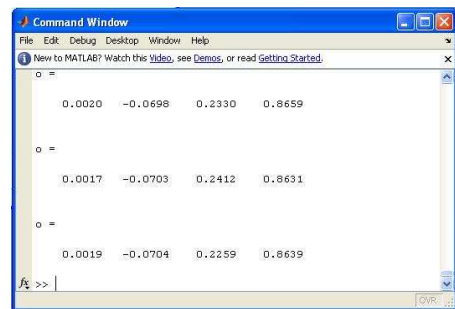 Command Window
File Edit Debug Desktop Window Help
New to MATLAB? Watch this Video, see Demos, or read Getting Started.
o =
0.0020 -0.0698 0.2330 0.8659
o =
0.0017 -0.0703 0.2412 0.8631
o =
0.0019 -0.0704 0.2259 0.8639
fx >>
OVR